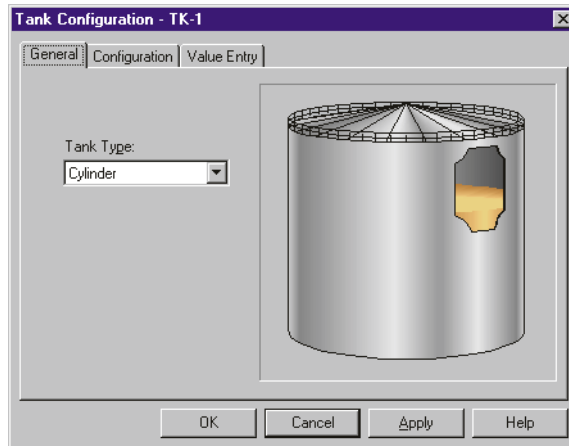 Tank Configuration - TK-1
General Configuration Value Entry
Tank Type:
Cylinder
OK Cancel Apply Help